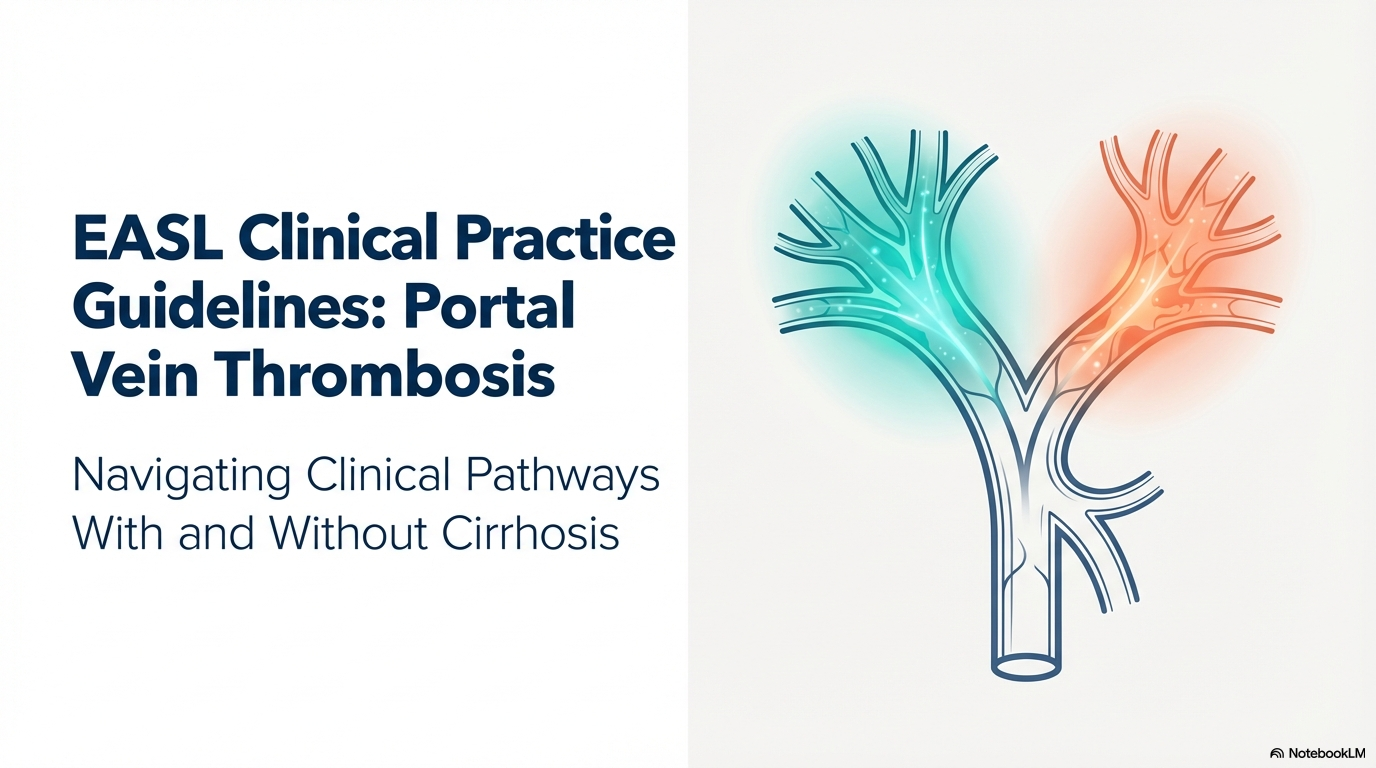 EASL Clinical Practice
Guidelines: Portal
Vein Thrombosis
Navigating Clinical Pathways
With and Without Cirrhosis
NotebookLM